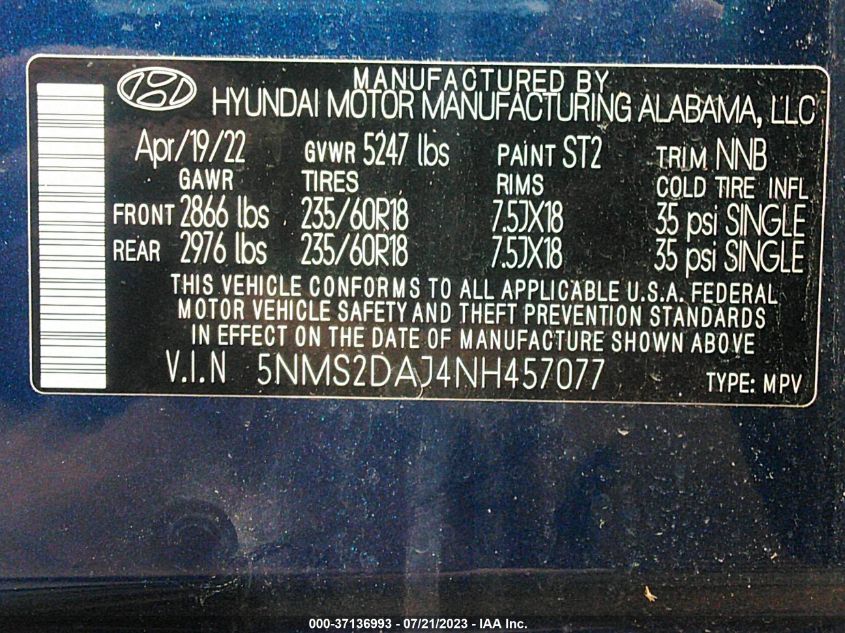 MANUFACTURED BY
HYUNDAI MOTOR MANUFACTURING ALABAMA, LLC
Apr/19/22 GVWR 5247 lbs PAINT ST2 TRIM NNB
GAWR TIRES RIMS COLD TIRE INFL
FRONT 2866 lbs 235/60R18 7.5JX18 35 psi SINGLE
REAR 2976 lbs 235/60R18 7.5JX18 35 psi SINGLE
THIS VEHICLE CONFORMS TO ALL APPLICABLE U.S.A. FEDERAL
MOTOR VEHICLE SAFETY AND THEFT PREVENTION STANDARDS
IN EFFECT ON THE DATE OF MANUFACTURE SHOWN ABOVE
V.I.N 5NMS2DAJ4NH457077 TYPE: MPV
000-37136993 / 07/21/2023 - IAA Inc.